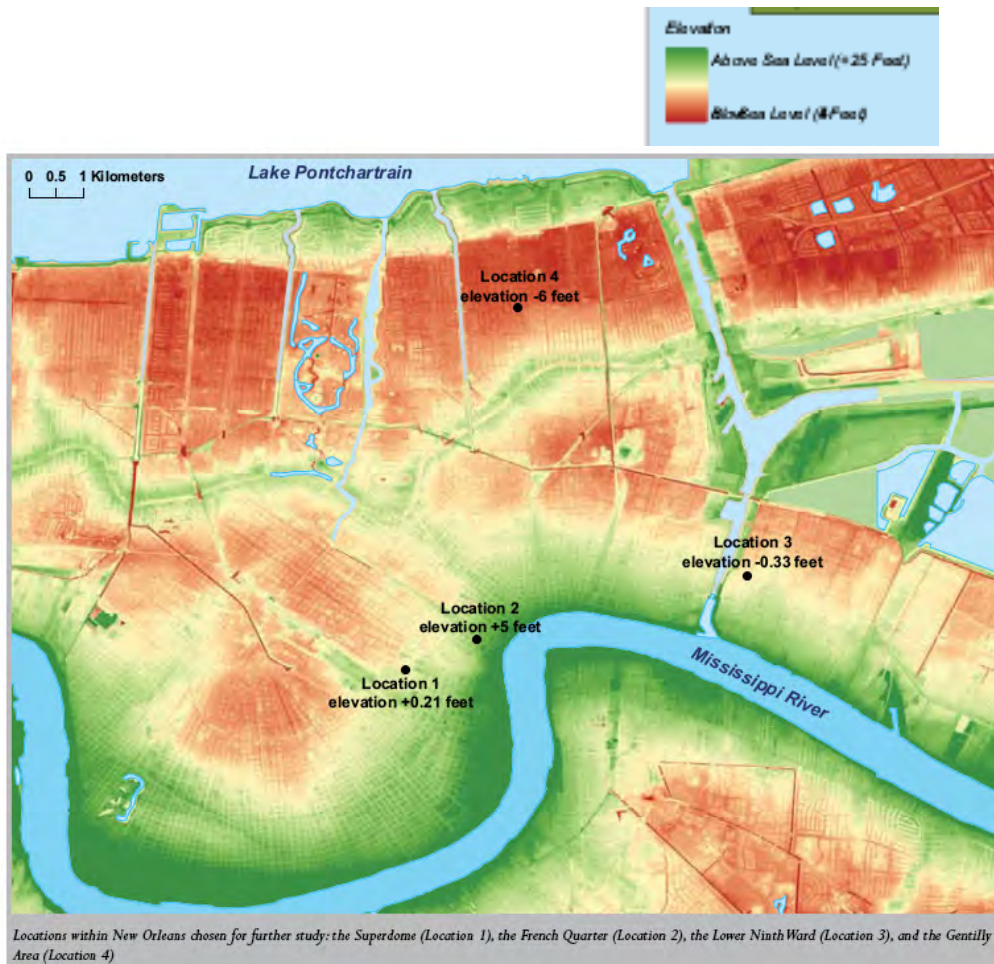 Elevation
Above Sea Level (+25 Feet)
Sea Level Feet)
0 0.5 1 Kilometers
Lake Pontchartrain
Location 4
elevation -6 feet
Location 3
elevation -0.33 feet
Location 2
elevation +5 feet
Location 1
elevation +0.21 feet
Mississippi River
Locations within New Orleans chosen for further study: the Superdome (Location 1), the French Quarter (Location 2), the Lower Ninth Ward (Location 3), and the Gentilly
Area (Location 4)